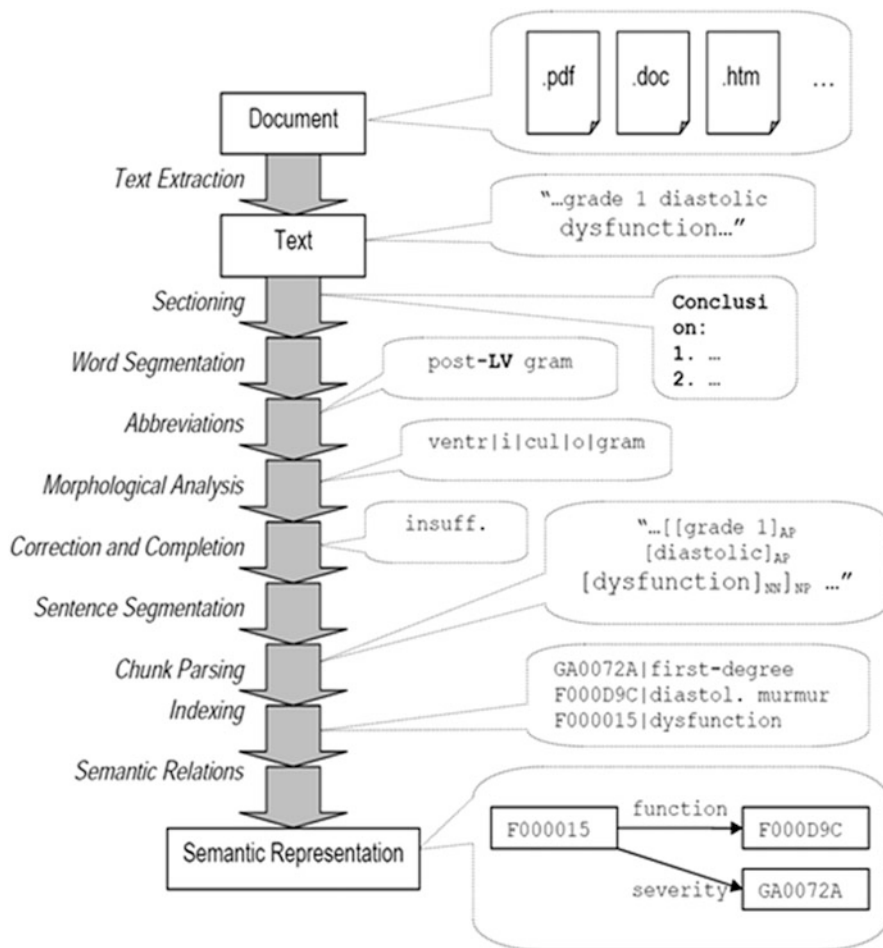 .pdf .doc .htm ...
Document
Text Extraction
“…grade 1 diastolic
dysfunction…”
Text
Sectioning
Conclusi
on:
1. …
2. …
Word Segmentation
post-LV gram
Abbreviations
ventr|i|cul|o|gram
Morphological Analysis
insuff.
Correction and Completion
“…[[grade 1]AP
[diastolic]AP
[dysfunction]NN]NP …”
Sentence Segmentation
Chunk Parsing
GA0072A|first-degree
F000D9C|diastol. murmur
F000015|dysfunction
Indexing
Semantic Relations
Semantic Representation
F000015
function
F000D9C
severity
GA0072A